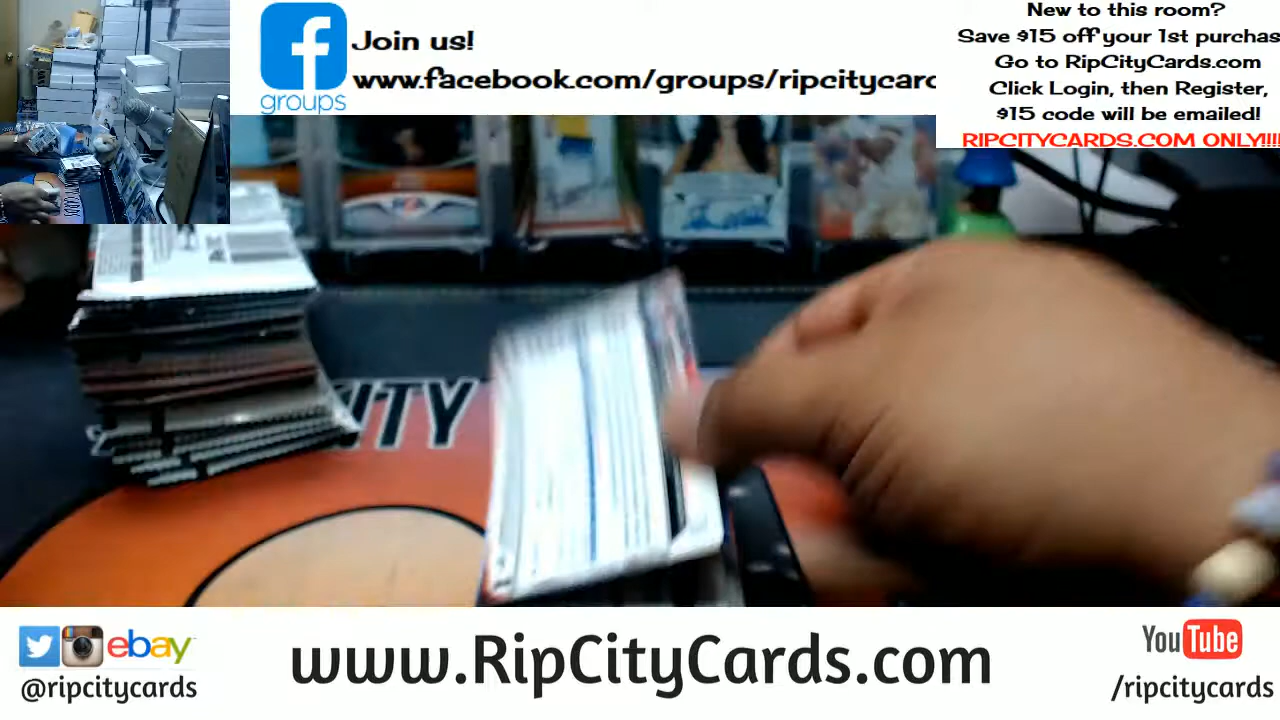 Join us!
www.facebook.com/groups/ripcitycarc
groups
New to this room?
Save $15 off your 1st purchas
Go to RipCityCards.com
Click Login, then Register,
$15 code will be emailed!
RIPCITYCARDS.COM ONLY!!!!
CITY
ebay
@ripcitycards
www.RipCityCards.com
YouTube
/ripcitycards